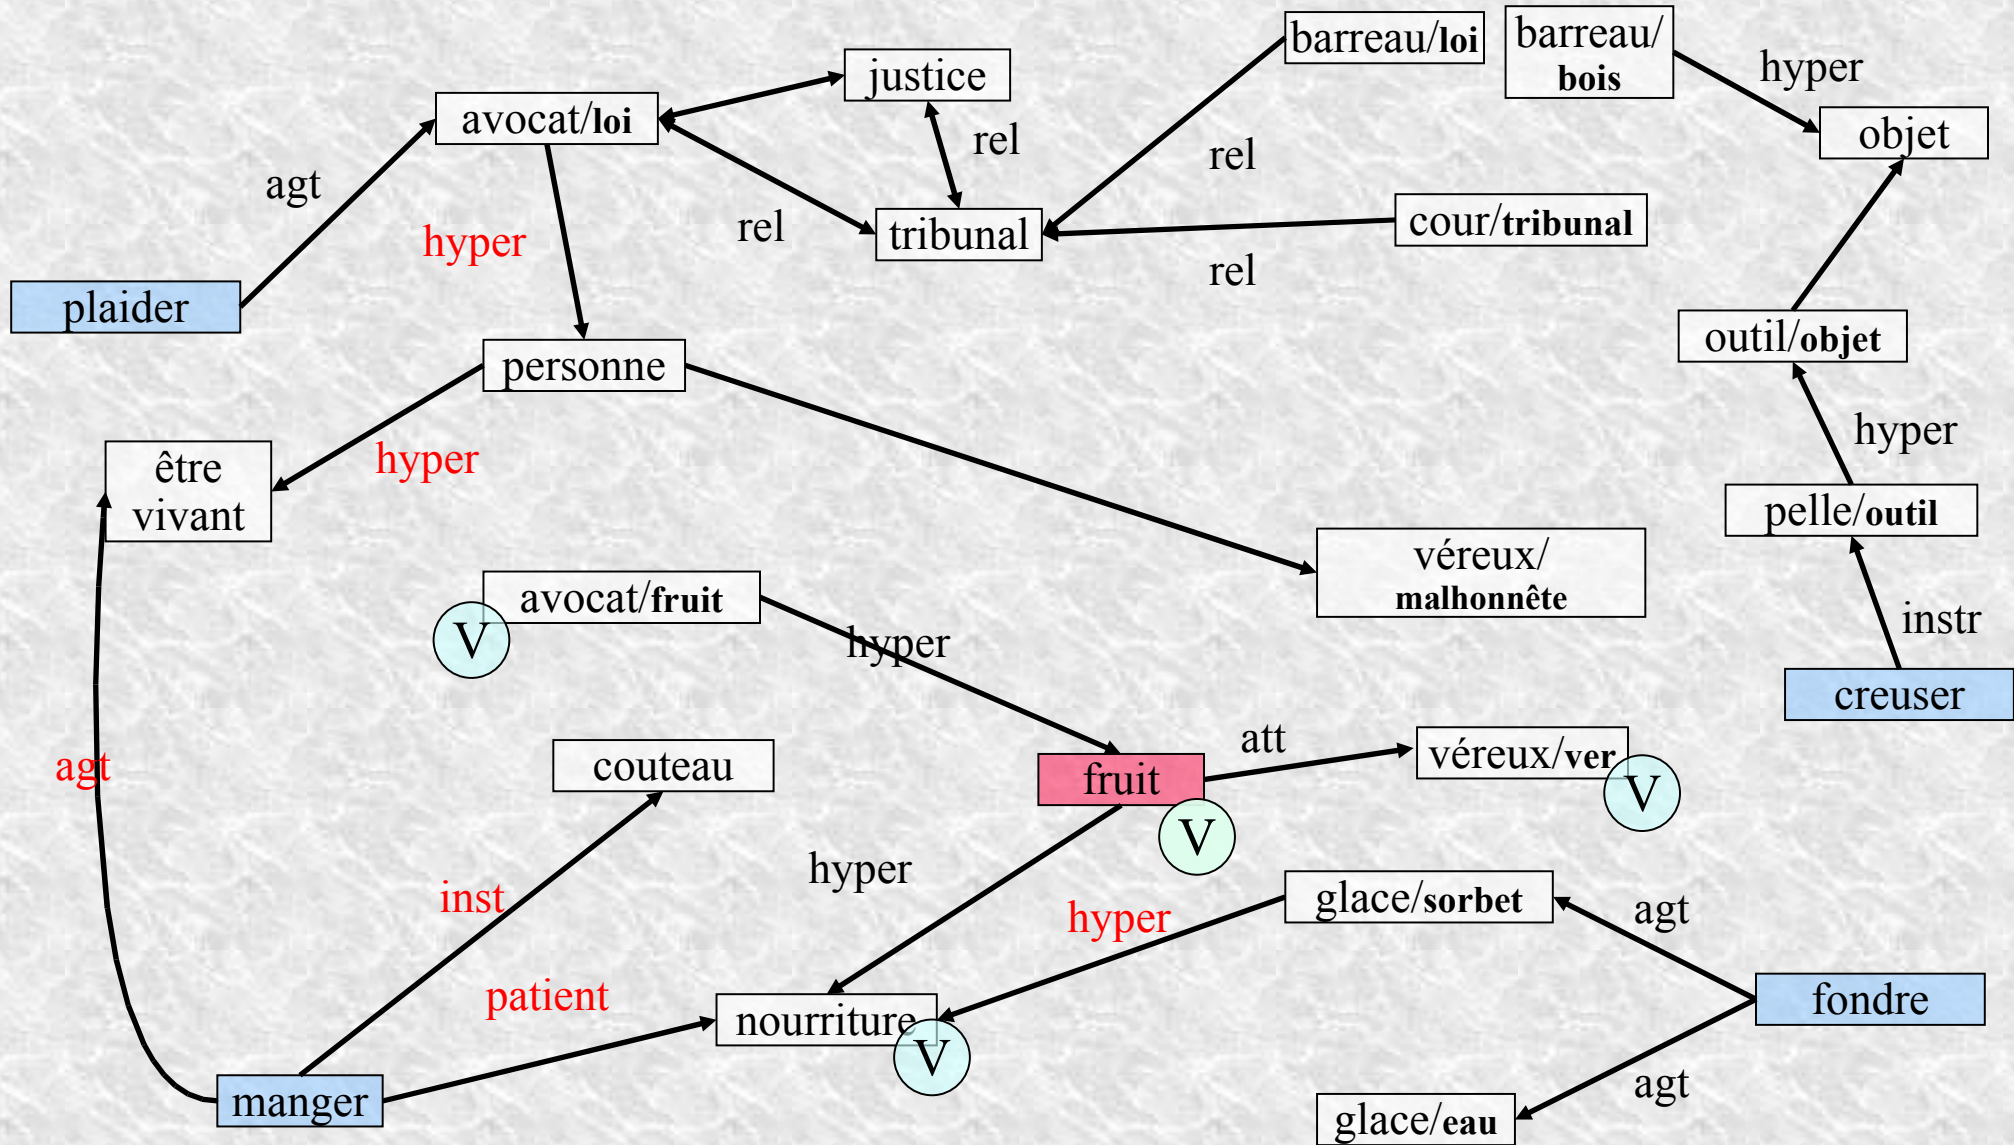 barreau/loi
barreau/
bois
hyper
justice
avocat/loi
objet
rel
rel
agt
rel
hyper
tribunal
cour/tribunal
rel
plaider
outil/objet
personne
hyper
hyper
être
vivant
pelle/outil
véreux/
malhonnête
avocat/fruit
V
hyper
instr
creuser
att
véreux/ver
V
agt
couteau
fruit
V
hyper
inst
hyper
glace/sorbet
agt
patient
nourriture
V
fondre
manger
agt
glace/eau